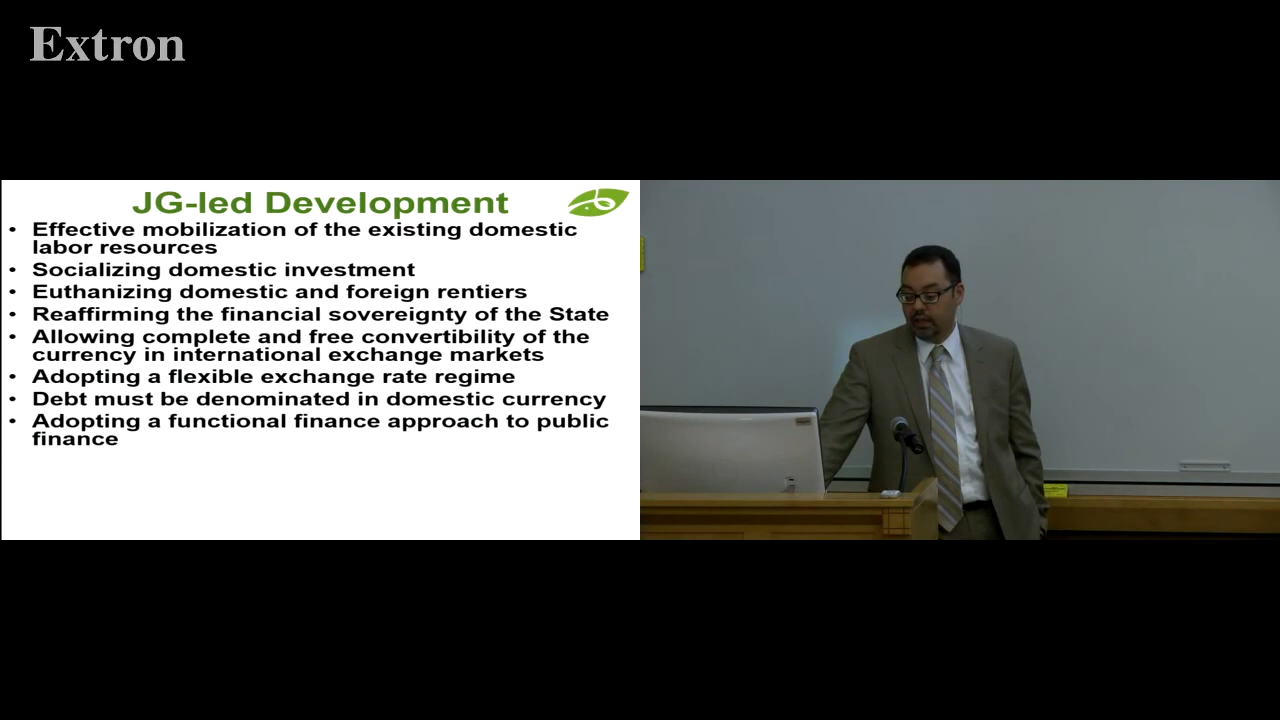 Extron
JG-led Development
• Effective mobilization of the existing domestic
labor resources
• Socializing domestic investment
• Euthanizing domestic and foreign rentiers
• Reaffirming the financial sovereignty of the State
• Allowing complete and free convertibility of the
currency in international exchange markets
• Adopting a flexible exchange rate regime
• Debt must be denominated in domestic currency
• Adopting a functional finance approach to public
finance